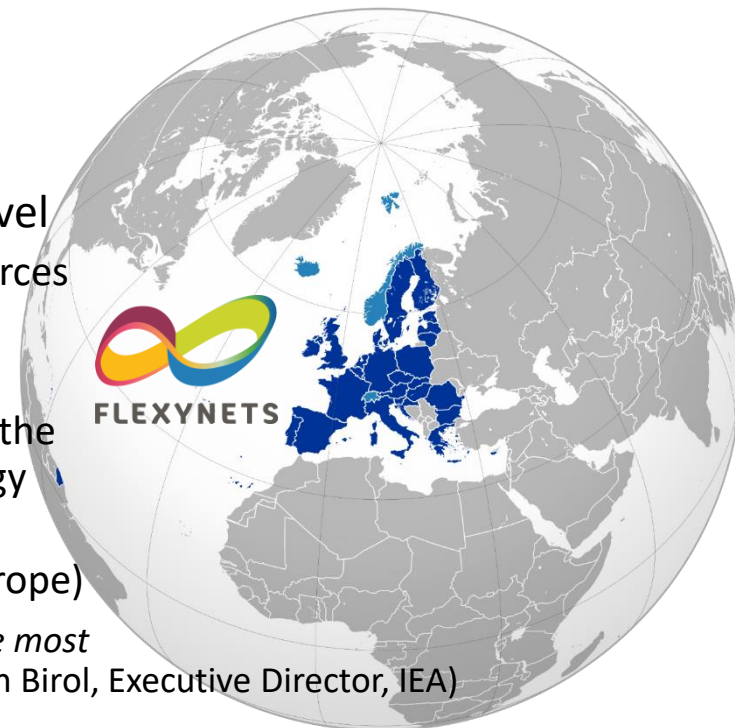 vel
rces
FLEXYNETS
the
gy
rope)
e most
n Birol, Executive Director, IEA)